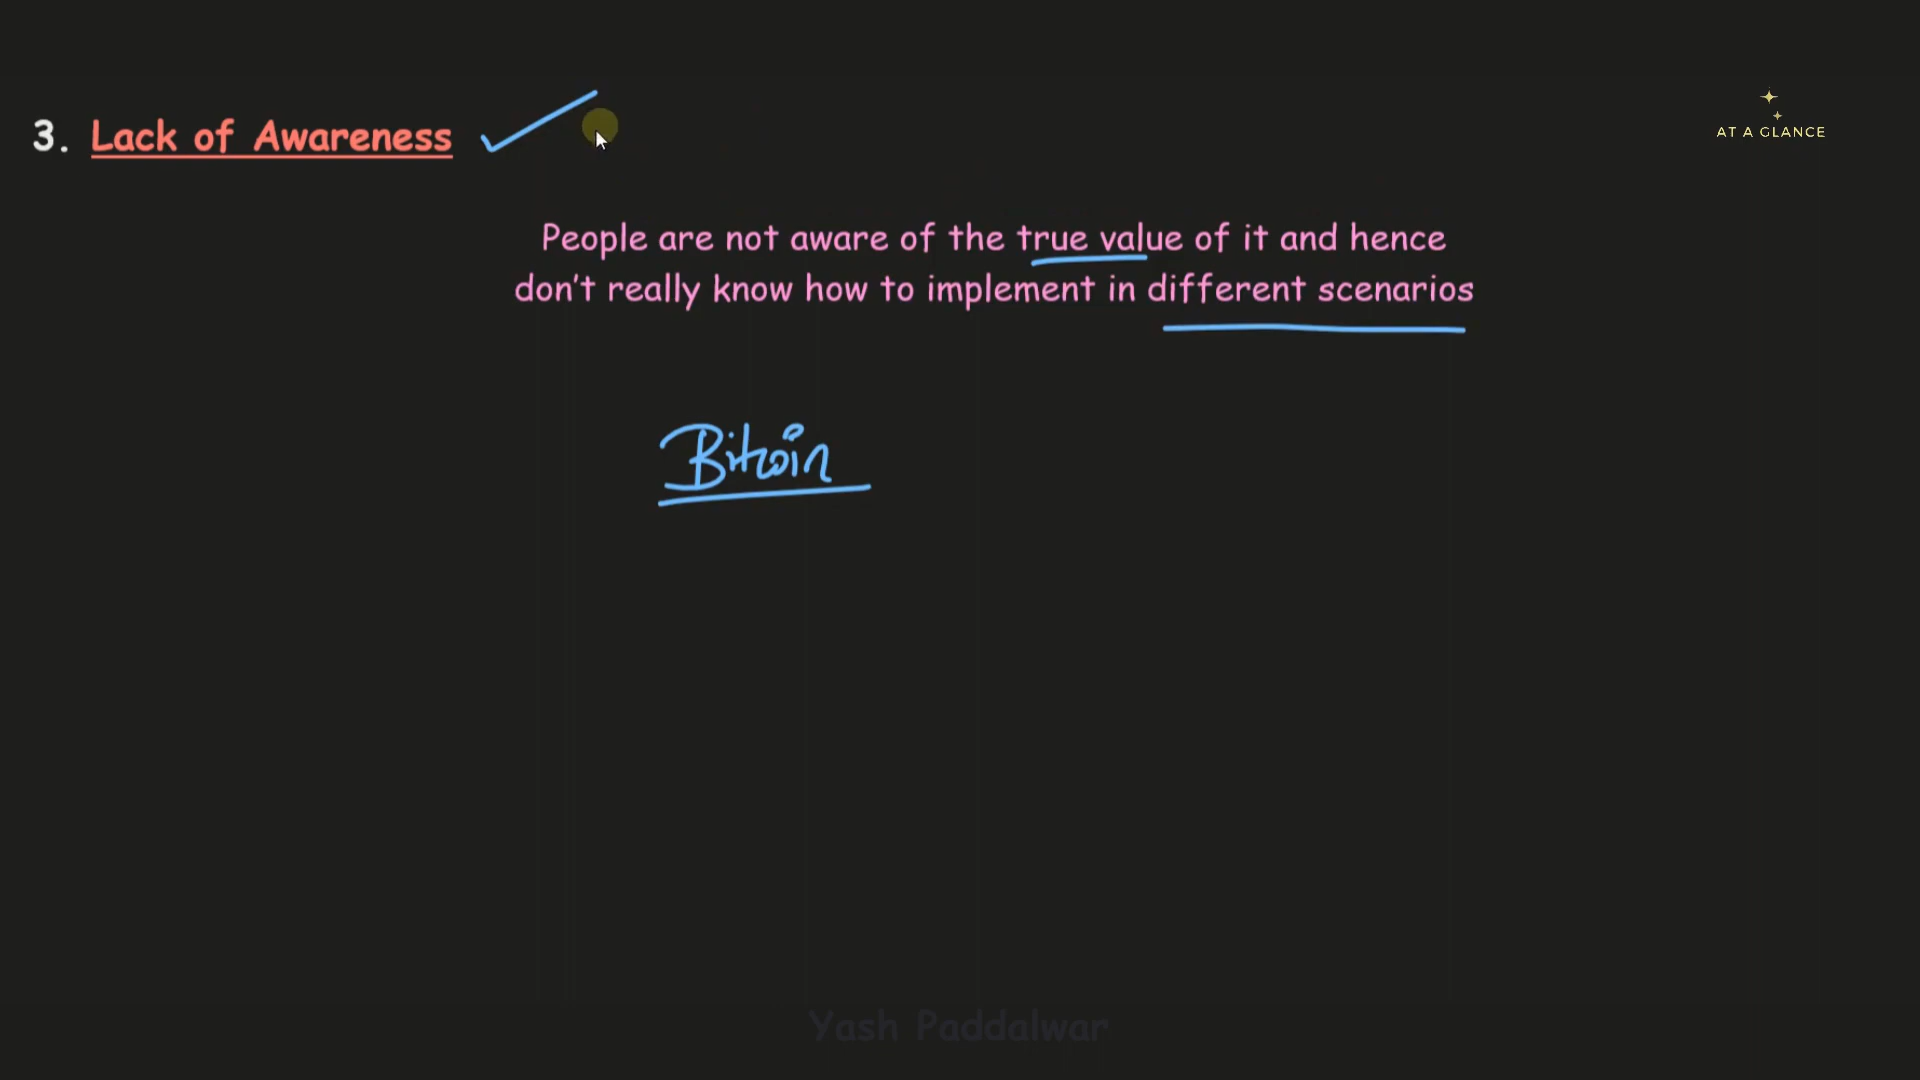 3. Lack of Awareness
AT A GLANCE
People are not aware of the true value of it and hence
don't really know how to implement in different scenarios
Bitcoin
Yash Paddalwar